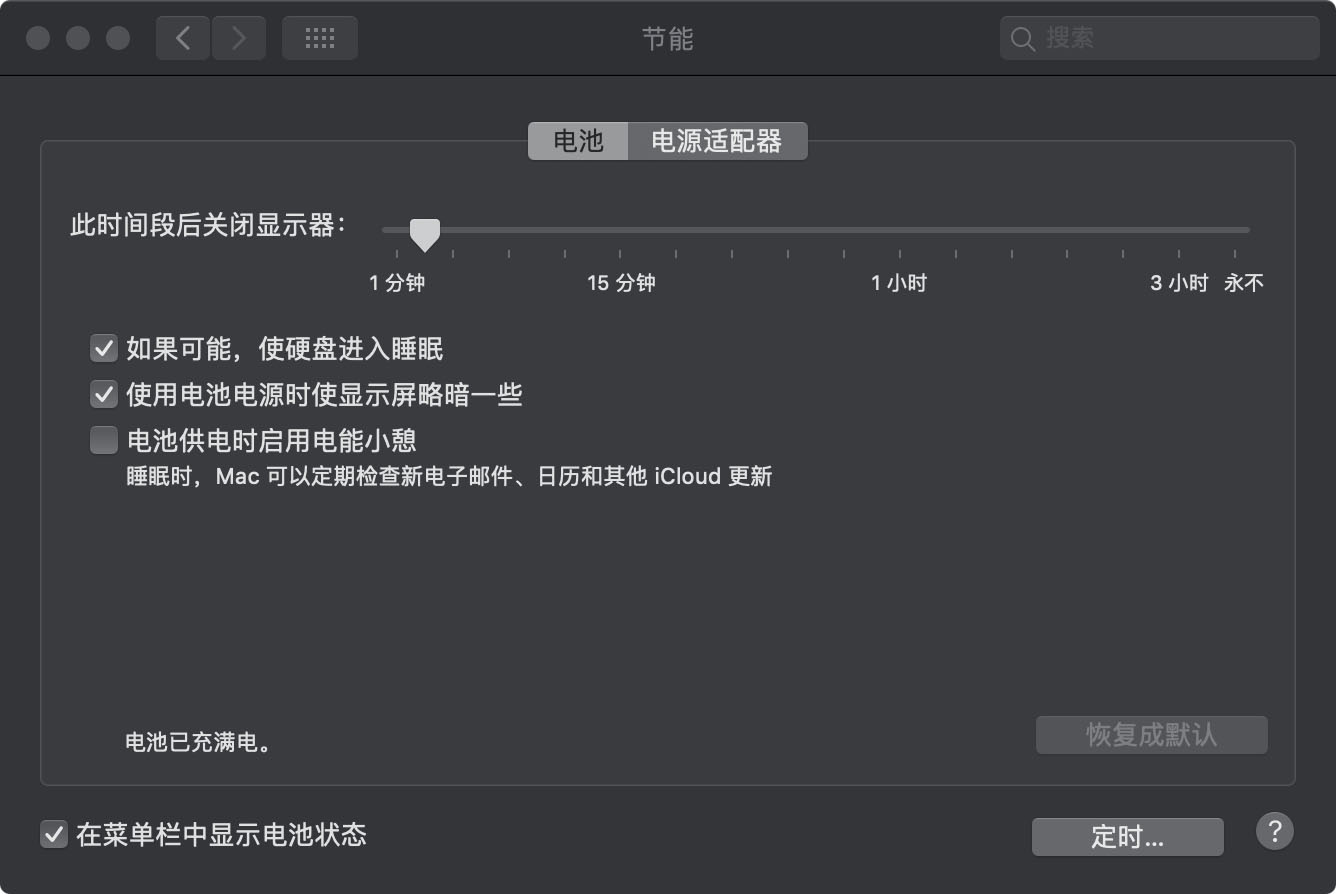 节能
搜索
电池 电源适配器
此时间段后关闭显示器：
1 分钟 15 分钟 1 小时 3 小时 永不
如果可能，使硬盘进入睡眠
使用电池电源时使显示屏略暗一些
电池供电时启用电能小憩
睡眠时，Mac 可以定期检查新电子邮件、日历和其他 iCloud 更新
电池已充满电。
恢复成默认
在菜单栏中显示电池状态
定时...
?